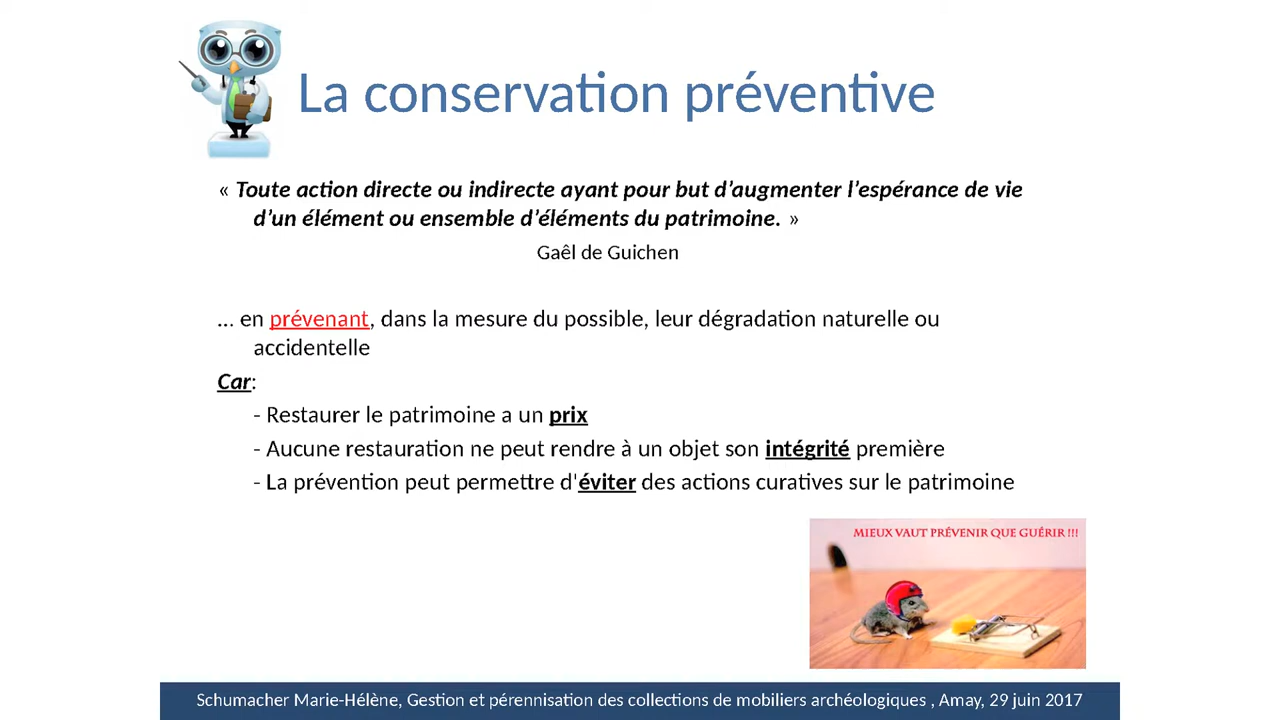 La conservation préventive
« Toute action directe ou indirecte ayant pour but d’augmenter l’espérance de vie
d’un élément ou ensemble d’éléments du patrimoine. »
Gaêl de Guichen
... en prévenant, dans la mesure du possible, leur dégradation naturelle ou
accidentelle
Car:
- Restaurer le patrimoine a un prix
- Aucune restauration ne peut rendre à un objet son intégrité première
- La prévention peut permettre d'éviter des actions curatives sur le patrimoine
MIEUX VAUT PRÉVENIR QUE GUÉRIR !!!
Schumacher Marie-Hélène, Gestion et pérennisation des collections de mobiliers archéologiques , Amay, 29 juin 2017